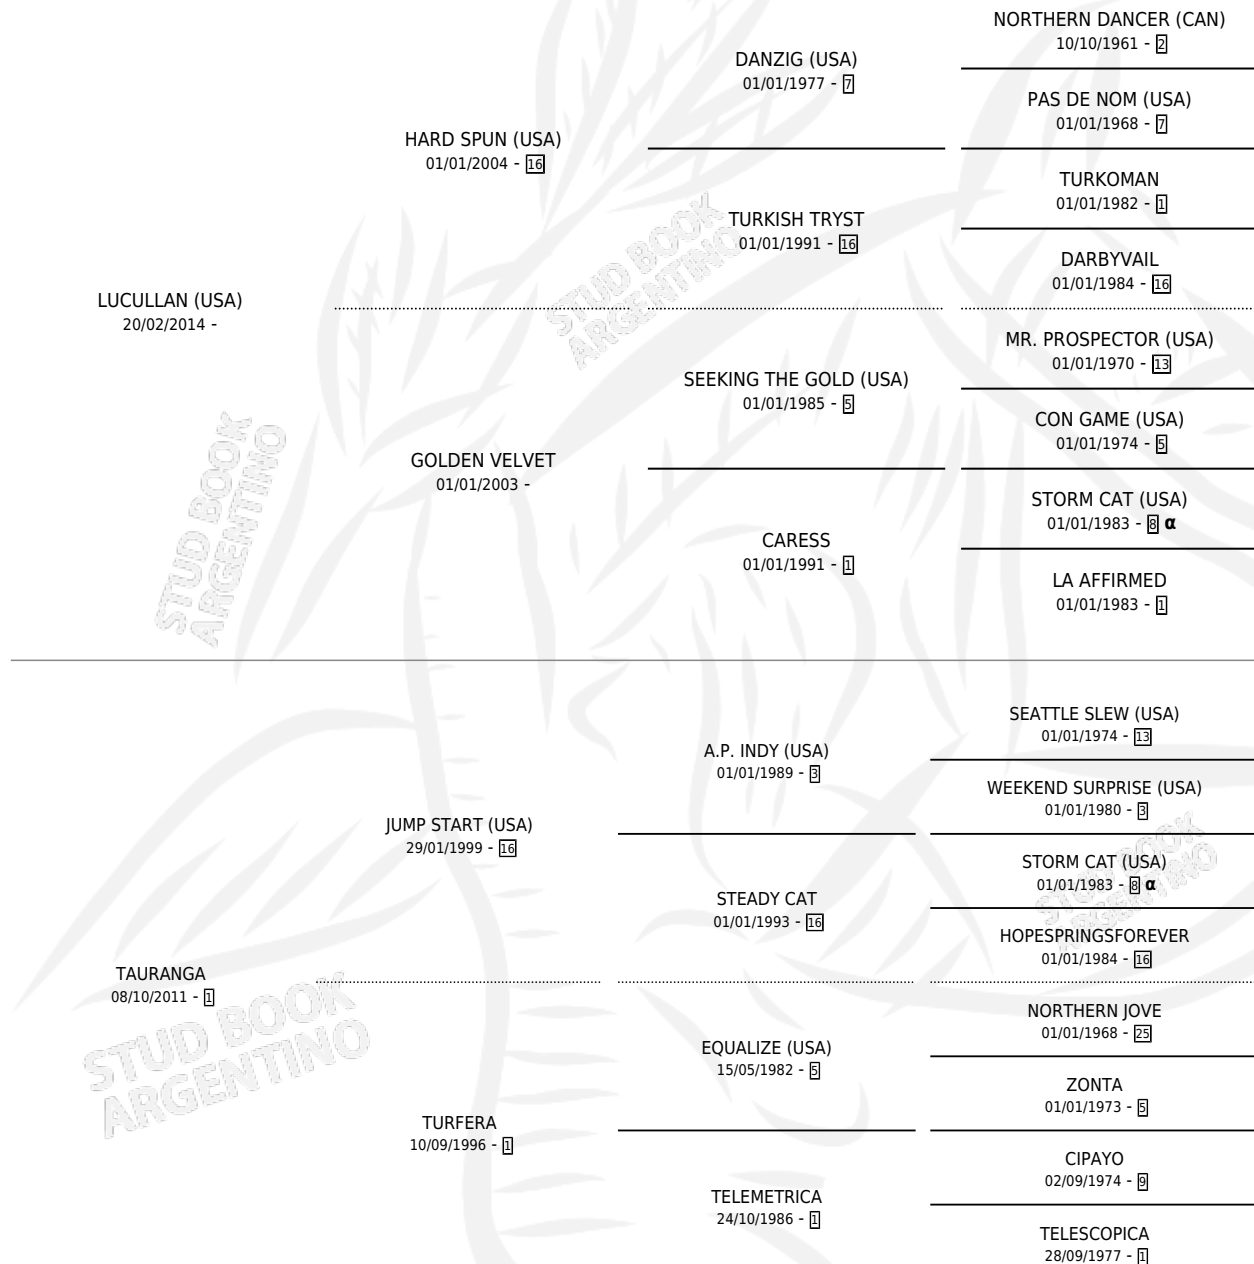 NORTHERN DANCER (CAN)
10/10/1961 - 2
DANZIG (USA)
01/01/1977 - 7
PAS DE NOM (USA)
01/01/1968 - 7
HARD SPUN (USA)
01/01/2004 - 16
TURKOMAN
01/01/1982 - 1
TURKISH TRYST
01/01/1991 - 16
DARBYVAIL
01/01/1984 - 16
LUCULLAN (USA)
20/02/2014 -
MR. PROSPECTOR (USA)
01/01/1970 - 13
SEEKING THE GOLD (USA)
01/01/1985 - 5
CON GAME (USA)
01/01/1974 - 5
GOLDEN VELVET
01/01/2003 -
STORM CAT (USA)
01/01/1983 - 8 α
CARESS
01/01/1991 - 1
LA AFFIRMED
01/01/1983 - 1
SEATTLE SLEW (USA)
01/01/1974 - 13
A.P. INDY (USA)
01/01/1989 - 3
WEEKEND SURPRISE (USA)
01/01/1980 - 3
JUMP START (USA)
29/01/1999 - 16
STORM CAT (USA)
01/01/1983 - 8 α
STEADY CAT
01/01/1993 - 16
HOPESPRINGSFOREVER
01/01/1984 - 16
TAURANGA
08/10/2011 - 1
NORTHERN JOVE
01/01/1968 - 25
EQUALIZE (USA)
15/05/1982 - 5
ZONTA
01/01/1973 - 5
TURFERA
10/09/1996 - 1
CIPAYO
02/09/1974 - 9
TELEMETRICA
24/10/1986 - 1
TELESCOPICA
28/09/1977 - 1
STUD BOOK
ARGENTINO
STUD BOOK
ARGENTINO
STUD BOOK
ARGENTINO
STUD BOOK
ARGENTINO